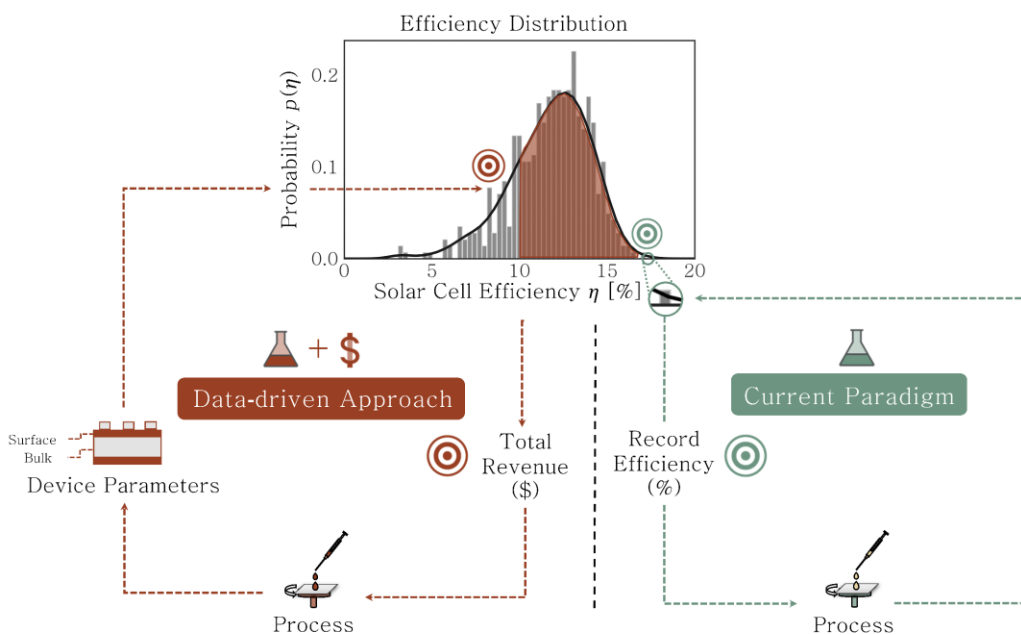 Efficiency Distribution
Probability p(η)
0.2
0.1
0.0
0
5
10
15
20
Solar Cell Efficiency η [%]
+ $
Data-driven Approach
Current Paradigm
Surface
Bulk
Device Parameters
Total
Revenue
($)
Record
Efficiency
(%)
Process
Process